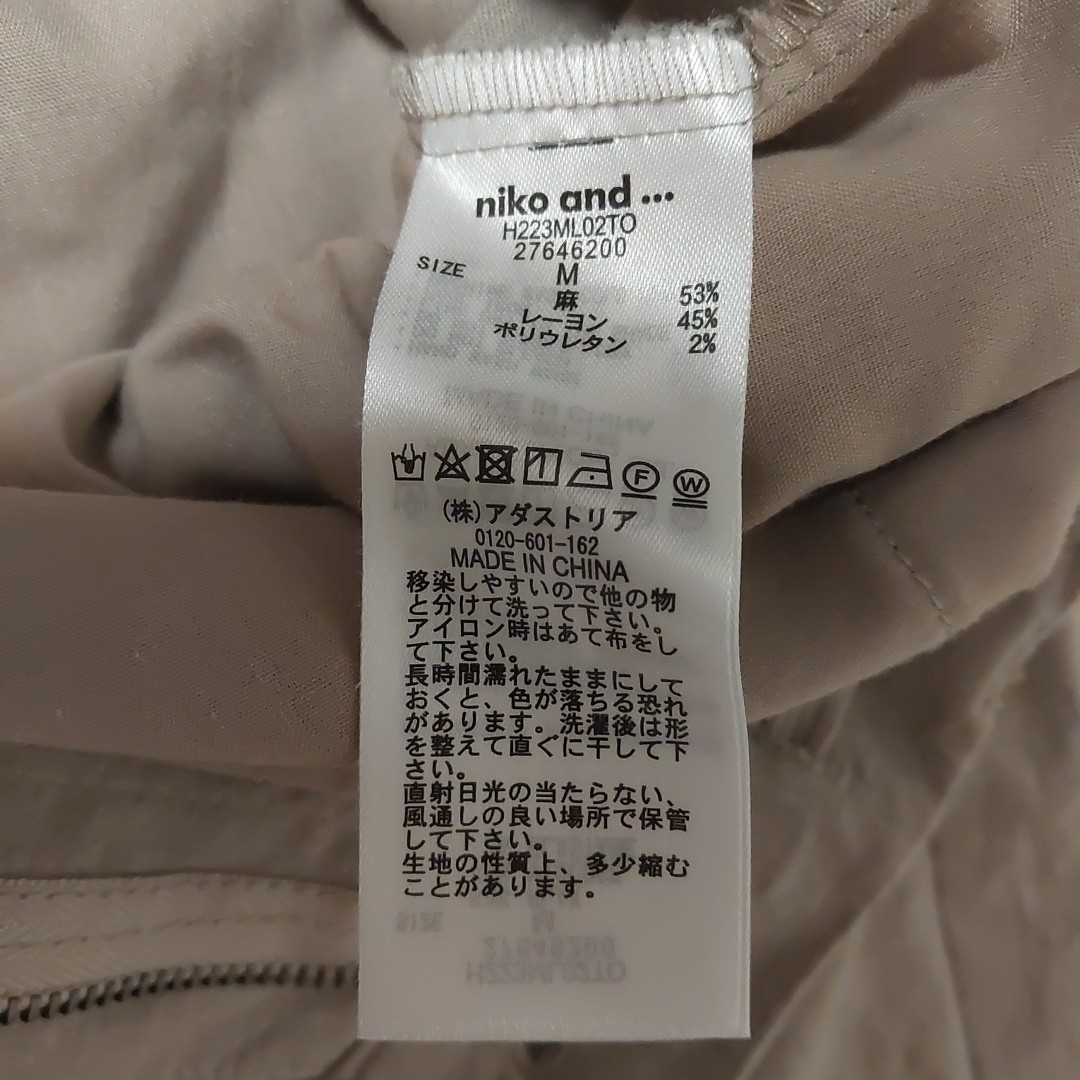 niko and ...
H223ML02TO
27646200
SIZE M
麻 53%
レーヨン 45%
ポリウレタン 2%
F W
(株)アダストリア
0120-601-162
MADE IN CHINA
移染しやすいので他の物
と分けて洗って下さい。
アイロン時はあて布をし
て下さい。
長時間濡れたままにして
おくと、色が落ちる恐れ
があります。洗濯後は形
を整えて直ぐに干して下
さい。
直射日光の当たらない、
風通しの良い場所で保管
して下さい。
生地の性質上、多少縮む
ことがあります。